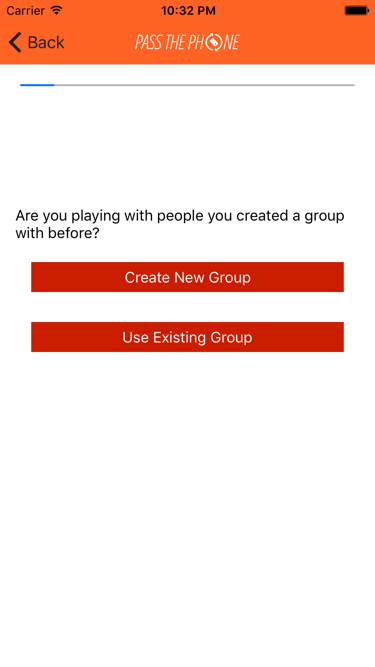 Carrier 10:32 PM
Back PASS THE PHONE
Are you playing with people you created a group
with before?
Create New Group
Use Existing Group